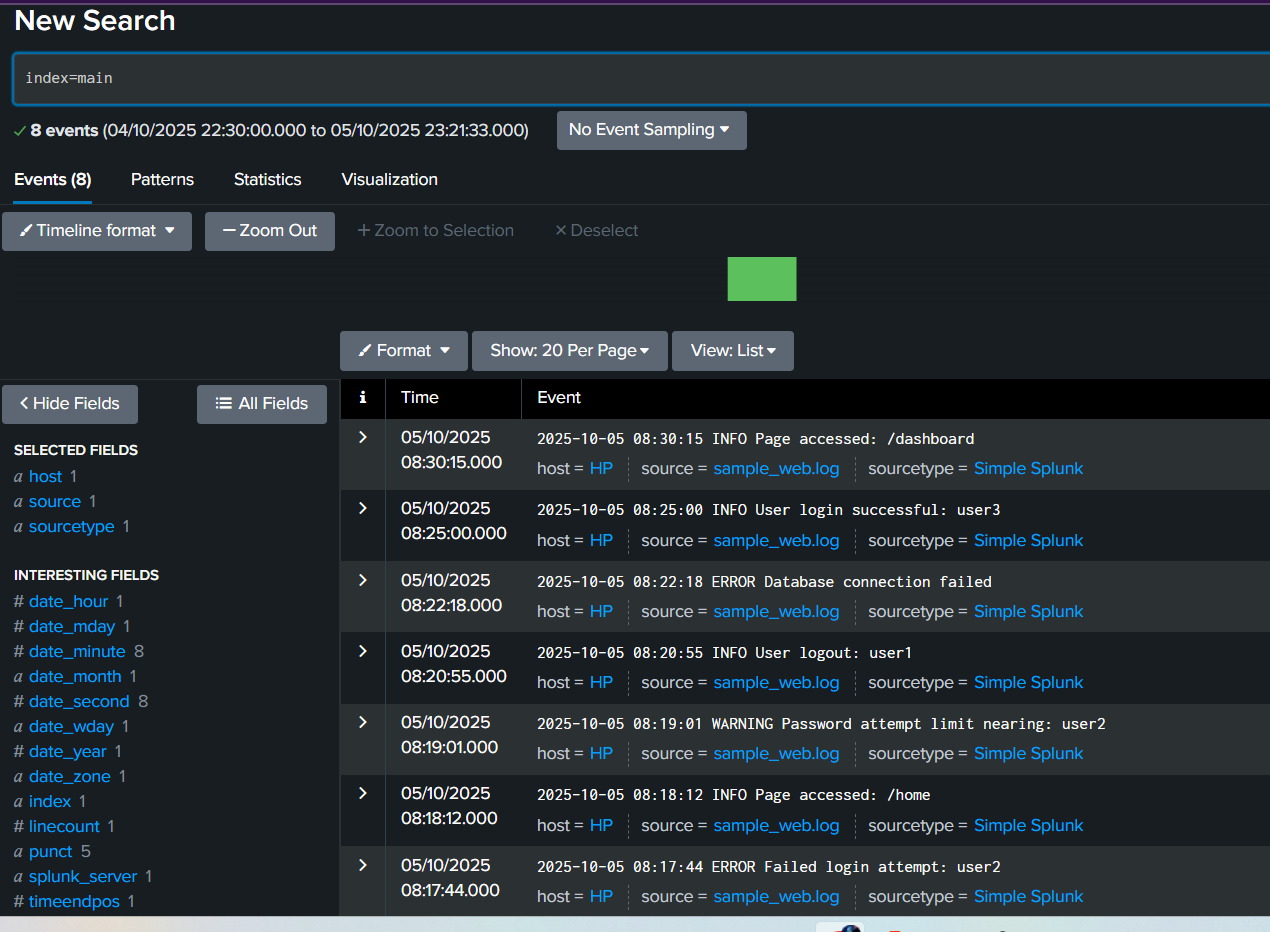 New Search
index=main
✓ 8 events (04/10/2025 22:30:00.000 to 05/10/2025 23:21:33.000) No Event Sampling ▼
Events (8) Patterns Statistics Visualization
Timeline format ▼ — Zoom Out + Zoom to Selection × Deselect
Format ▼ Show: 20 Per Page ▼ View: List ▼
< Hide Fields All Fields
i Time Event
SELECTED FIELDS
a host 1
a source 1
a sourcetype 1
INTERESTING FIELDS
# date_hour 1
# date_mday 1
# date_minute 8
a date_month 1
# date_second 8
a date_wday 1
# date_year 1
a date_zone 1
a index 1
# linecount 1
a punct 5
a splunk_server 1
# timeendpos 1
> 05/10/2025 2025-10-05 08:30:15 INFO Page accessed: /dashboard
08:30:15.000 host = HP source = sample_web.log sourcetype = Simple Splunk
> 05/10/2025 2025-10-05 08:25:00 INFO User login successful: user3
08:25:00.000 host = HP source = sample_web.log sourcetype = Simple Splunk
> 05/10/2025 2025-10-05 08:22:18 ERROR Database connection failed
08:22:18.000 host = HP source = sample_web.log sourcetype = Simple Splunk
> 05/10/2025 2025-10-05 08:20:55 INFO User logout: user1
08:20:55.000 host = HP source = sample_web.log sourcetype = Simple Splunk
> 05/10/2025 2025-10-05 08:19:01 WARNING Password attempt limit nearing: user2
08:19:01.000 host = HP source = sample_web.log sourcetype = Simple Splunk
> 05/10/2025 2025-10-05 08:18:12 INFO Page accessed: /home
08:18:12.000 host = HP source = sample_web.log sourcetype = Simple Splunk
> 05/10/2025 2025-10-05 08:17:44 ERROR Failed login attempt: user2
08:17:44.000 host = HP source = sample_web.log sourcetype = Simple Splunk